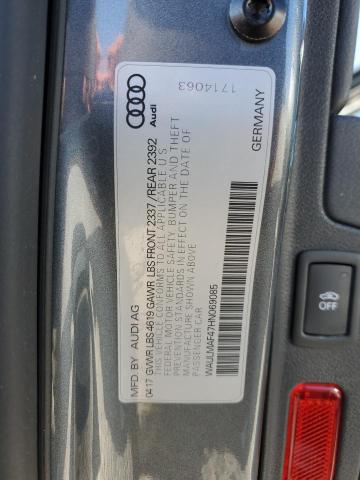 Audi
1714063
MFD. BY AUDI AG
GERMANY
04 17 GVWR LBS 4619 GAWR LBS FRONT 2337 / REAR 2392
THIS VEHICLE CONFORMS TO ALL APPLICABLE U S
FEDERAL MOTOR VEHICLE SAFETY, BUMPER AND THEFT
PREVENTION STANDARDS IN EFFECT ON THE DATE OF
MANUFACTURE SHOWN ABOVE
PASSENGER CAR
WAUUMAF47HN069085
OFF